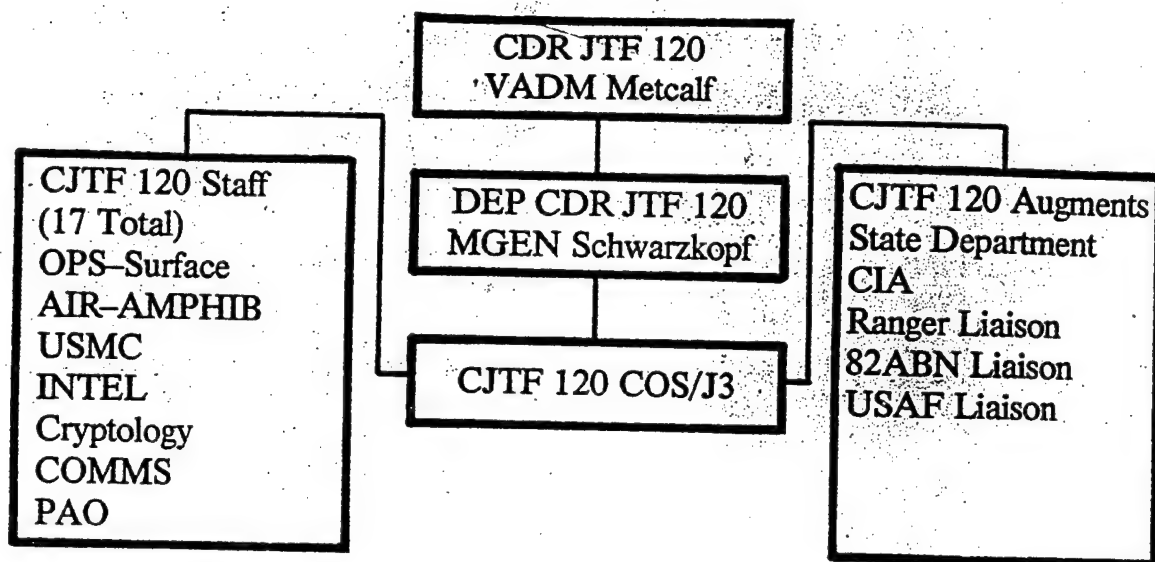 CDR JTF 120
VADM Metcalf
CJTF 120 Staff
(17 Total)
OPS–Surface
AIR–AMPHIB
USMC
INTEL
Cryptology
COMMS
PAO
DEP CDR JTF 120
MGEN Schwarzkopf
CJTF 120 COS/J3
CJTF 120 Augments
State Department
CIA
Ranger Liaison
82ABN Liaison
USAF Liaison